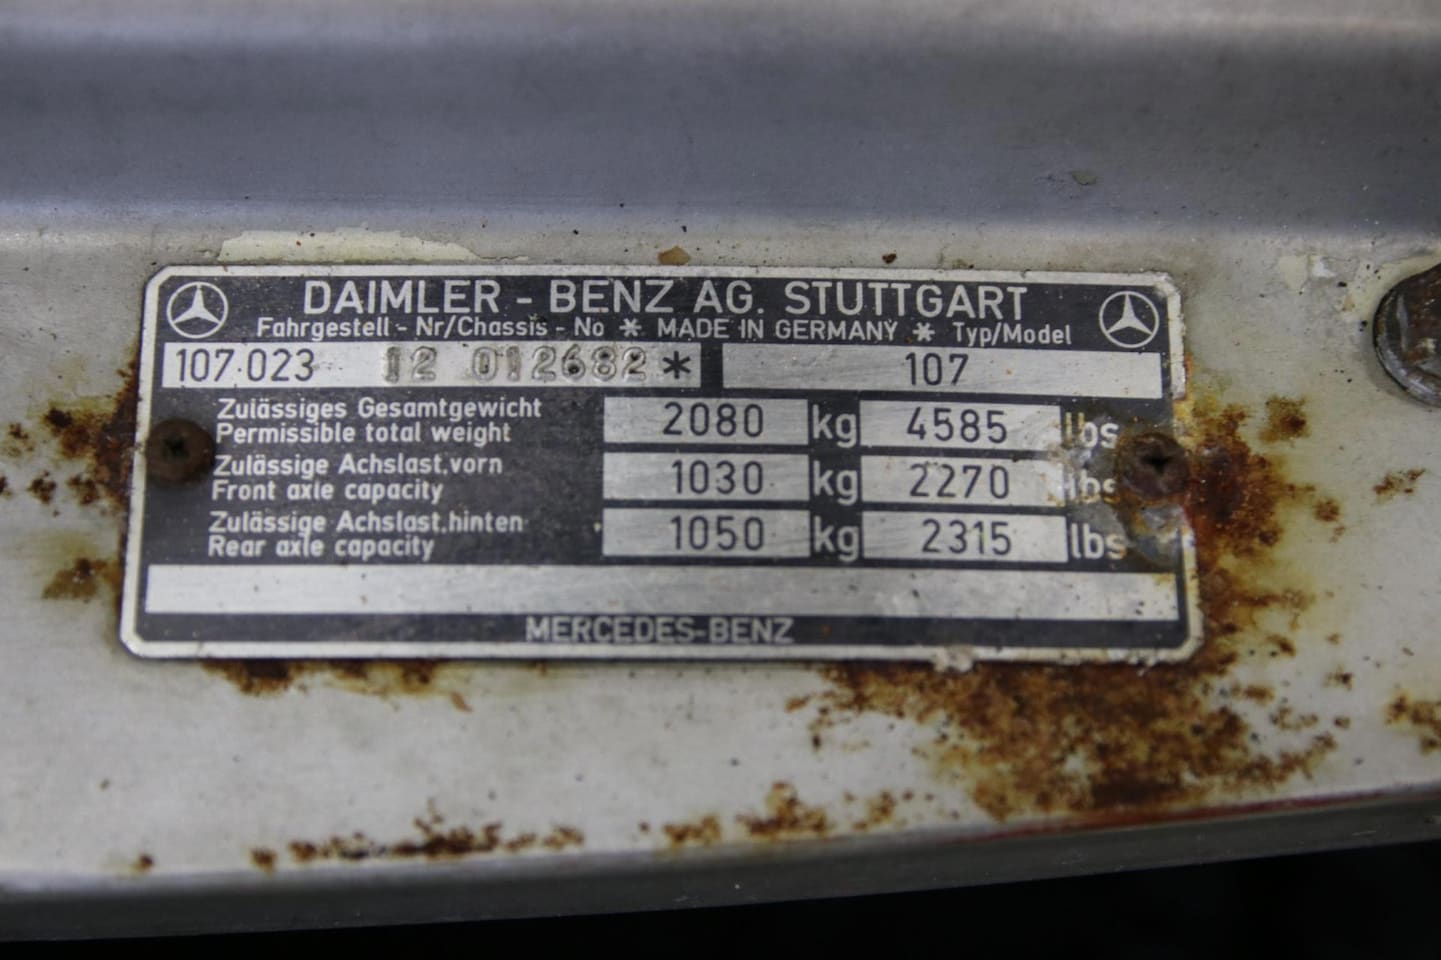 DAIMLER - BENZ AG. STUTTGART
Fahrgestell - Nr/Chassis - No * MADE IN GERMANY * Typ/Model
107.023 12 012682 * 107
Zulässiges Gesamtgewicht
Permissible total weight 2080 kg 4585 lbs
Zulässige Achslast,vorn
Front axle capacity 1030 kg 2270 lbs
Zulässige Achslast,hinten
Rear axle capacity 1050 kg 2315 lbs
MERCEDES-BENZ